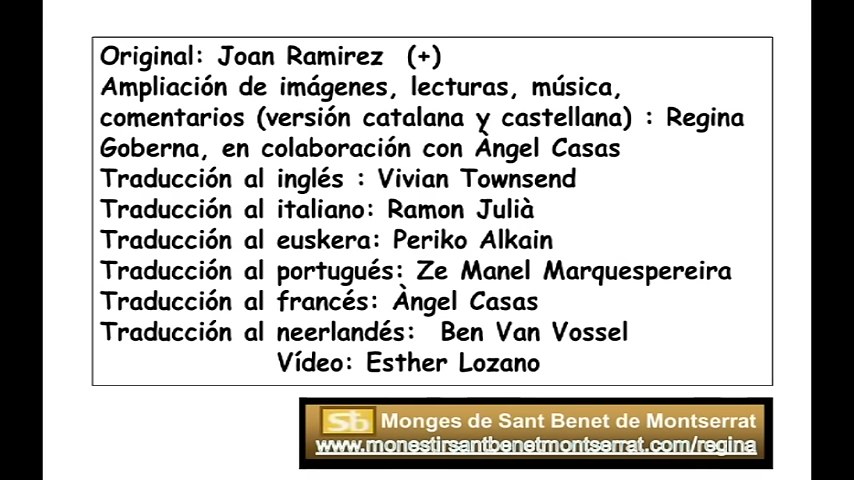 Original: Joan Ramirez (+)
Ampliación de imágenes, lecturas, música,
comentarios (versión catalana y castellana) : Regina
Goberna, en colaboración con Àngel Casas
Traducción al inglés : Vivian Townsend
Traducción al italiano: Ramon Julià
Traducción al euskera: Periko Alkain
Traducción al portugués: Ze Manel Marquespereira
Traducción al francés: Àngel Casas
Traducción al neerlandés: Ben Van Vossel
Vídeo: Esther Lozano
Stb Monges de Sant Benet de Montserrat
www.monestirsantbenetmontserrat.com/regina